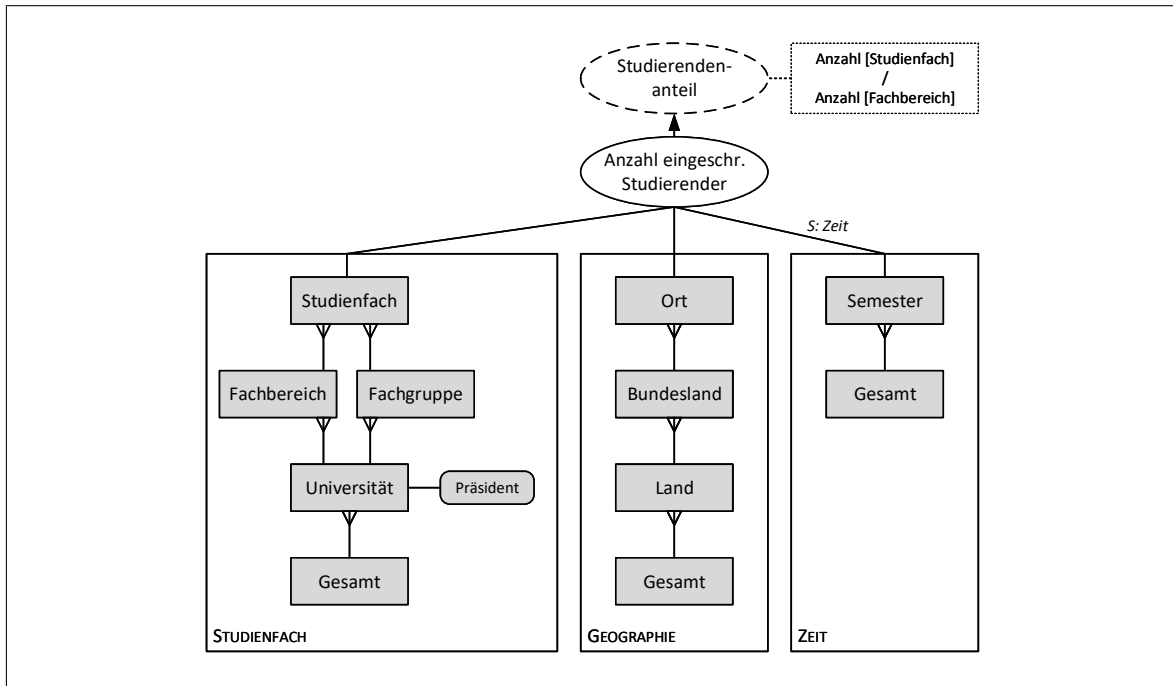 Studierenden-
anteil
Anzahl [Studienfach]
/
Anzahl [Fachbereich]
Anzahl eingeschr.
Studierender
S: Zeit
Studienfach
Fachbereich
Fachgruppe
Universität
Präsident
Gesamt
STUDIENFACH
Ort
Bundesland
Land
Gesamt
GEOGRAPHIE
Semester
Gesamt
ZEIT